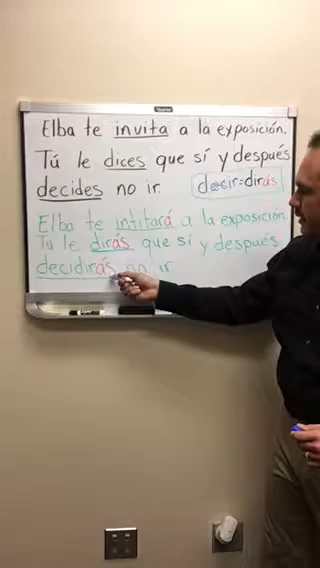 Elba te invita a la exposición.
Tú le dices que sí y después
decides no ir.
decir=dirás
Elba te intitará a la exposición.
Tú le dirás que sí y después
decidirás no ir